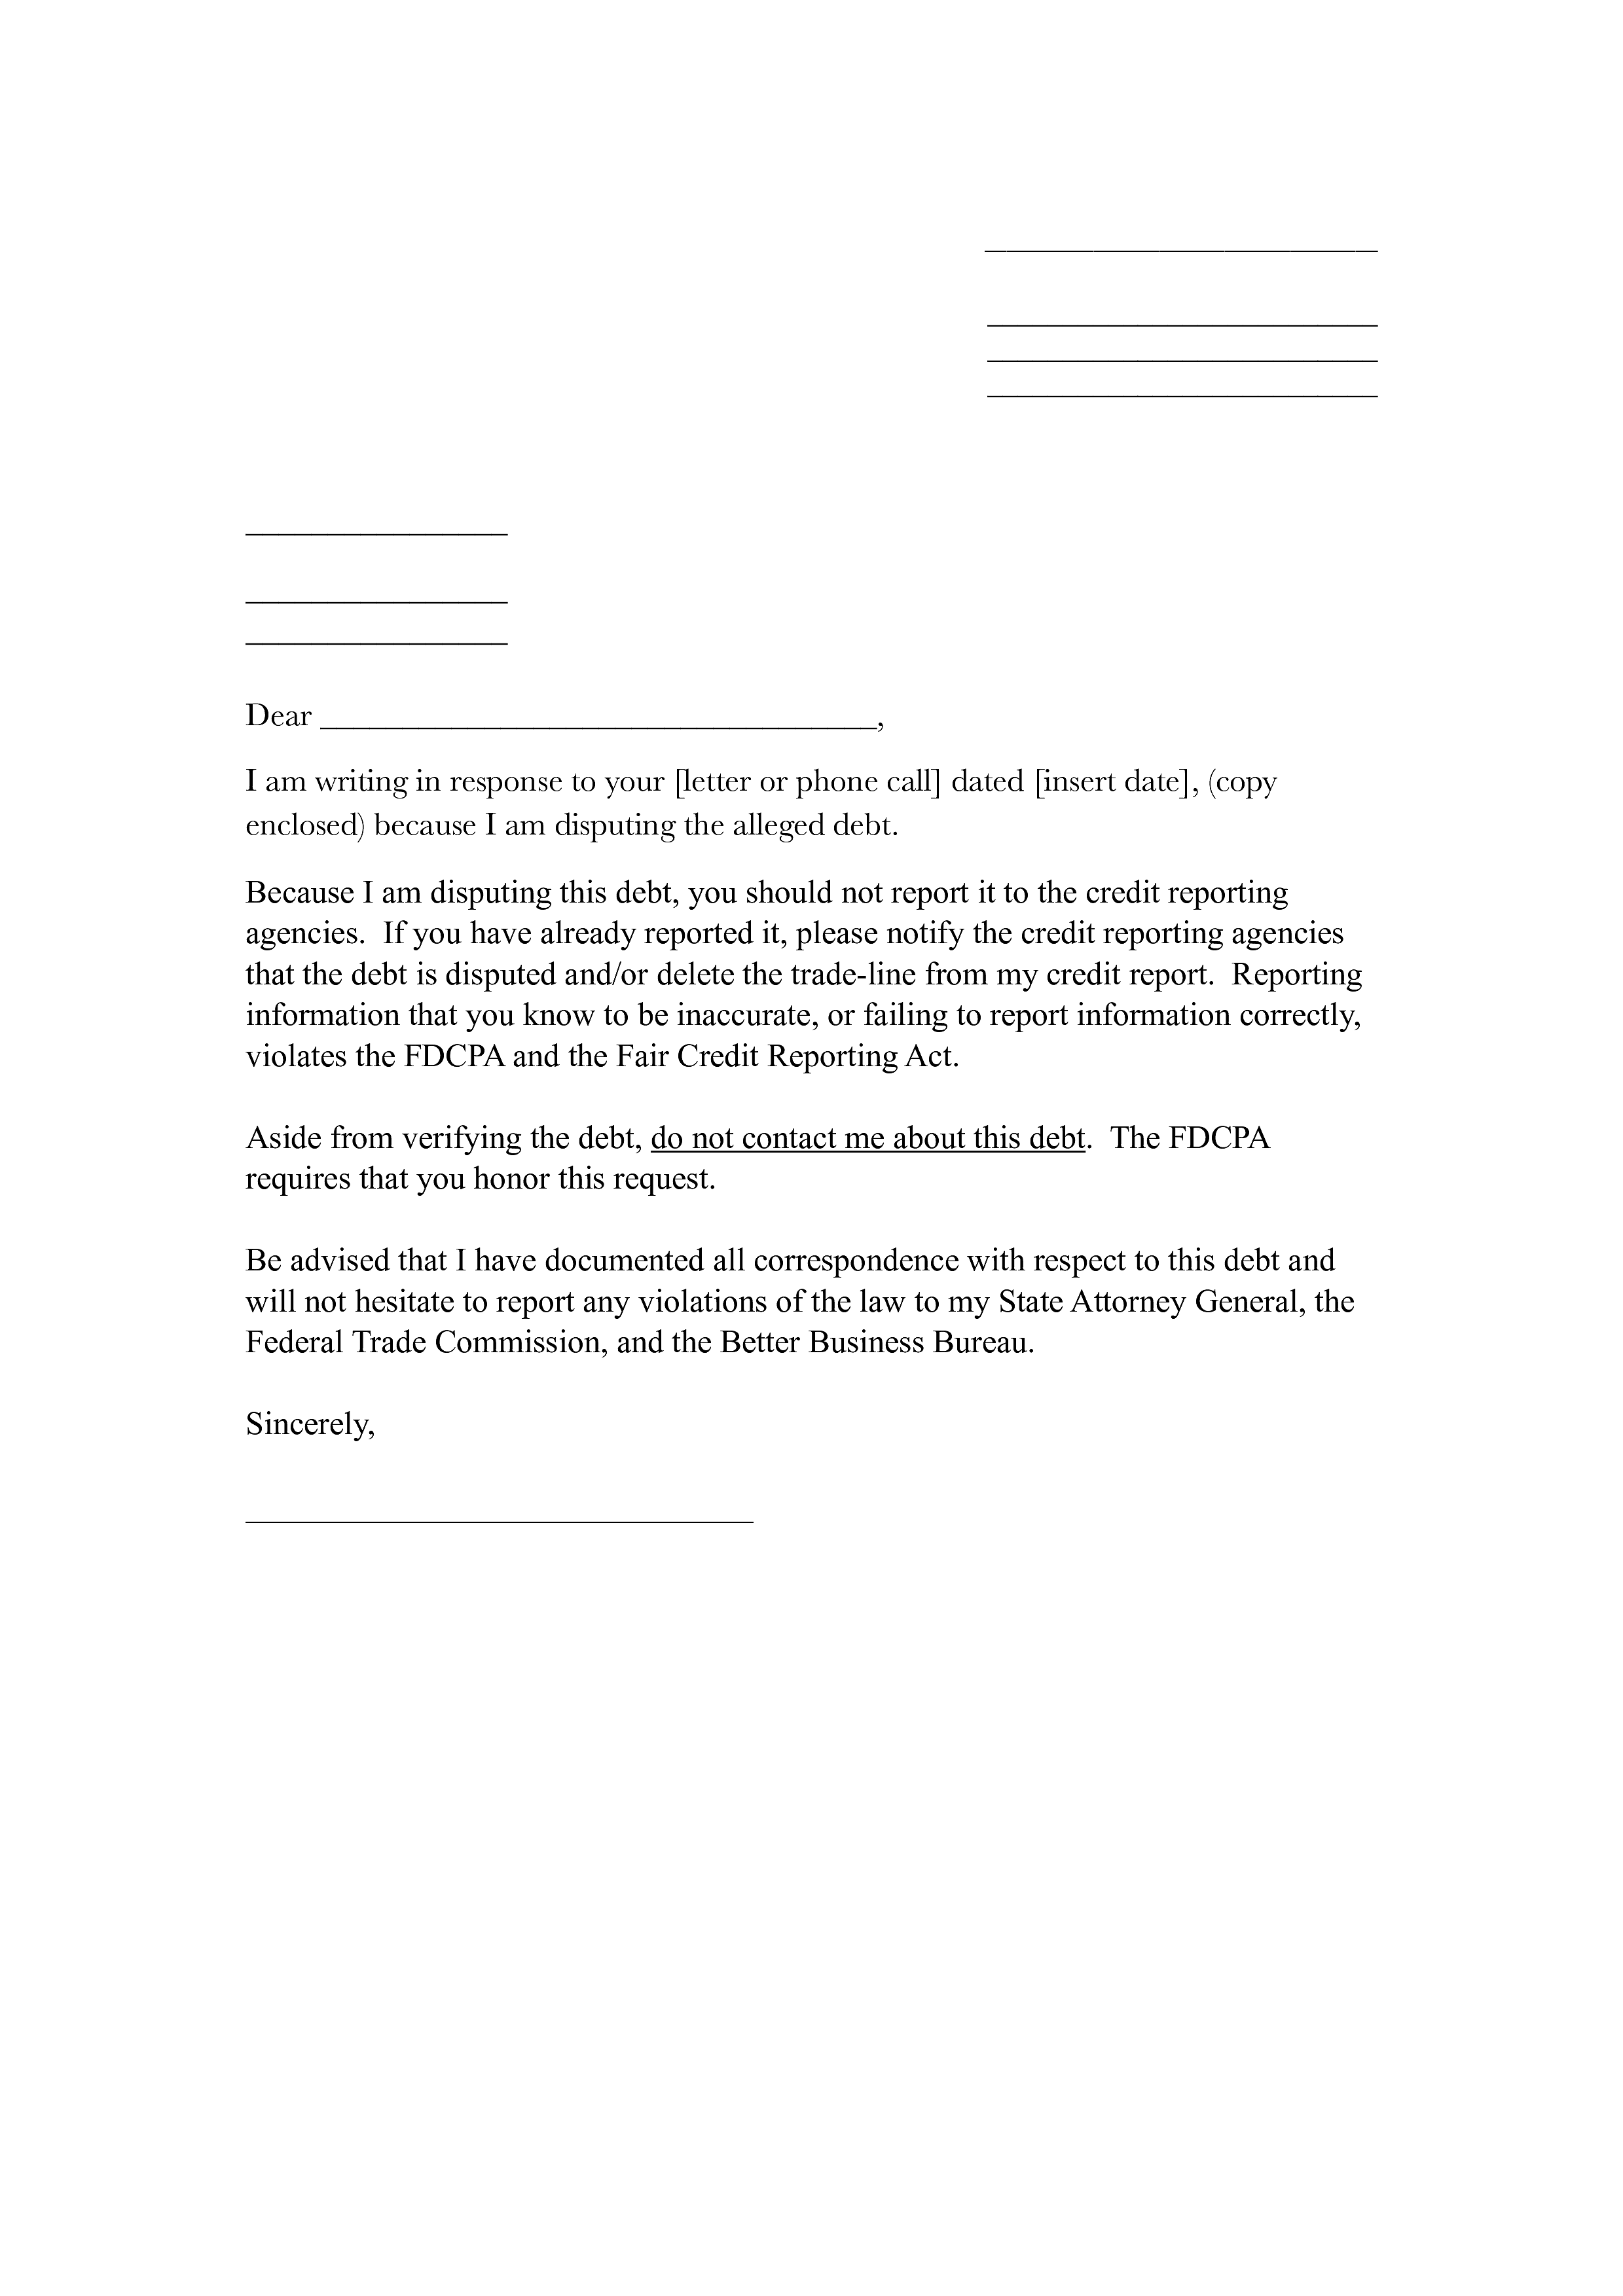 Dear __________________________________,
I am writing in response to your [letter or phone call] dated [insert date], (copy
enclosed) because I am disputing the alleged debt.
Because I am disputing this debt, you should not report it to the credit reporting
agencies.  If you have already reported it, please notify the credit reporting agencies
that the debt is disputed and/or delete the trade-line from my credit report.  Reporting
information that you know to be inaccurate, or failing to report information correctly,
violates the FDCPA and the Fair Credit Reporting Act.
Aside from verifying the debt, do not contact me about this debt.  The FDCPA
requires that you honor this request.
Be advised that I have documented all correspondence with respect to this debt and
will not hesitate to report any violations of the law to my State Attorney General, the
Federal Trade Commission, and the Better Business Bureau.
Sincerely,